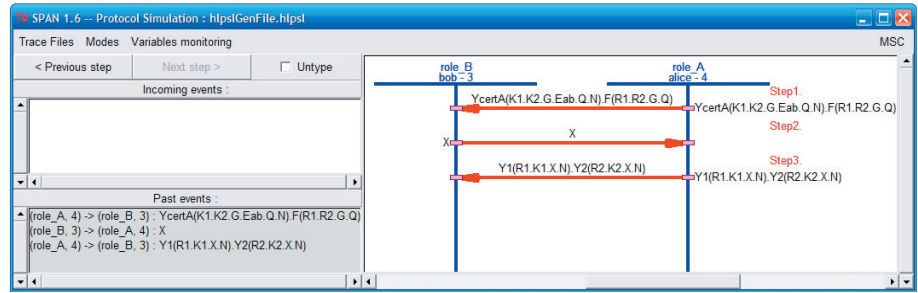 SPAN 1.6 -- Protocol Simulation : hlpslGenFile.hlpsl
Trace Files Modes Variables monitoring MSC
< Previous step Next step > Untype
Incoming events :
Past events :
(role_A, 4) -> (role_B, 3) : YcertA(K1.K2.G.Eab.Q.N).F(R1.R2.G.Q)
(role_B, 3) -> (role_A, 4) : X
(role_A, 4) -> (role_B, 3) : Y1(R1.K1.X.N).Y2(R2.K2.X.N)
role_B
bob - 3
role_A
alice - 4
Step1.
YcertA(K1.K2.G.Eab.Q.N).F(R1.R2.G.Q)
YcertA(K1.K2.G.Eab.Q.N).F(R1.R2.G.Q)
Step2.
X
X
Step3.
Y1(R1.K1.X.N).Y2(R2.K2.X.N)
Y1(R1.K1.X.N).Y2(R2.K2.X.N)